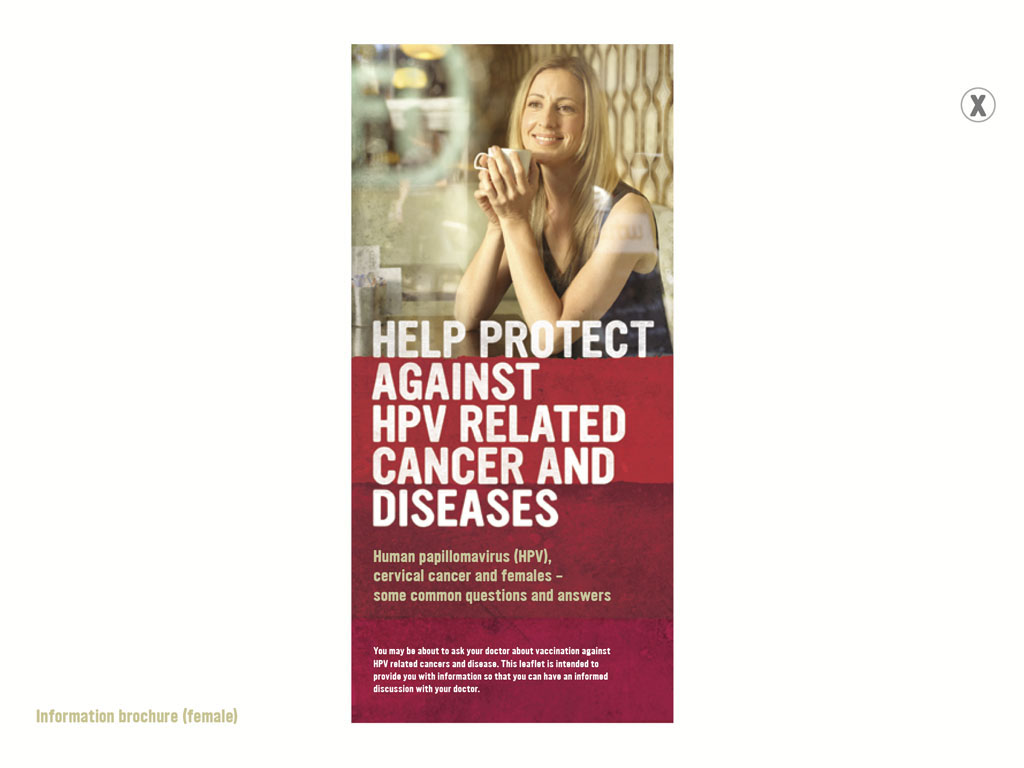 X
HELP PROTECT
AGAINST
HPV RELATED
CANCER AND
DISEASES
Human papillomavirus (HPV),
cervical cancer and females –
some common questions and answers
You may be about to ask your doctor about vaccination against
HPV related cancers and disease. This leaflet is intended to
provide you with information so that you can have an informed
discussion with your doctor.
Information brochure (female)